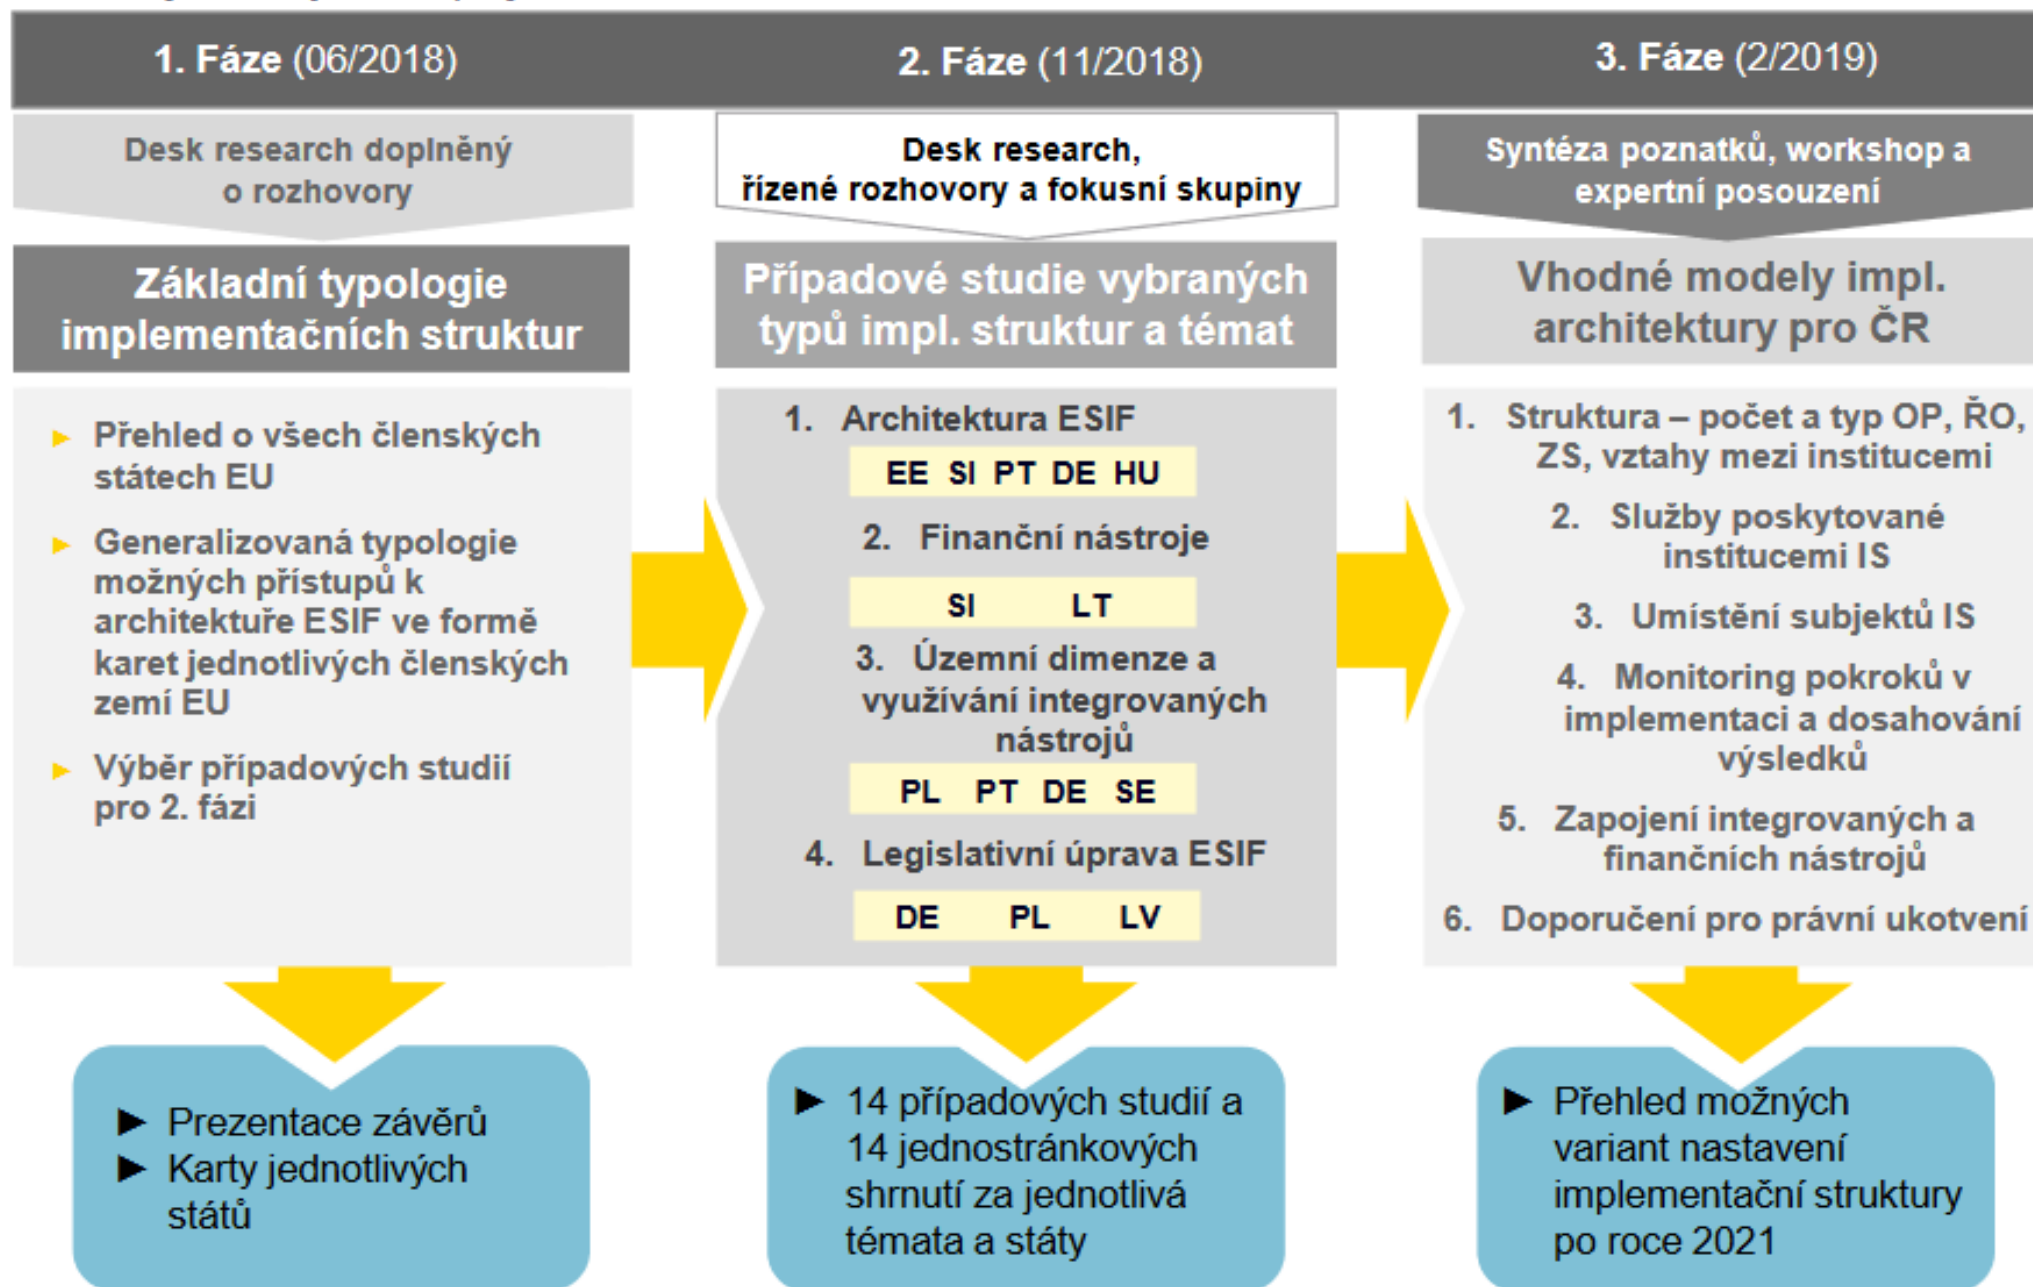 1. Fáze (06/2018)
2. Fáze (11/2018)
3. Fáze (2/2019)
Desk research doplněný
o rozhovory
Desk research,
řízené rozhovory a fokusní skupiny
Syntéza poznatků, workshop a
expertní posouzení
Základní typologie
implementačních struktur
Případové studie vybraných
typů impl. struktur a témat
Vhodné modely impl.
architektury pro ČR
► Přehled o všech členských
státech EU
► Generalizovaná typologie
možných přístupů k
architektuře ESIF ve formě
karet jednotlivých členských
zemí EU
► Výběr případových studií
pro 2. fázi
1. Architektura ESIF
EE SI PT DE HU
2. Finanční nástroje
SI LT
3. Územní dimenze a
využívání integrovaných
nástrojů
PL PT DE SE
4. Legislativní úprava ESIF
DE PL LV
1. Struktura – počet a typ OP, ŘO,
ZS, vztahy mezi institucemi
2. Služby poskytované
institucemi IS
3. Umístění subjektů IS
4. Monitoring pokroků v
implementaci a dosahování
výsledků
5. Zapojení integrovaných a
finančních nástrojů
6. Doporučení pro právní ukotvení
► Prezentace závěrů
► Karty jednotlivých
států
► 14 případových studií a
14 jednostránkových
shrnutí za jednotlivá
témata a státy
► Přehled možných
variant nastavení
implementační struktury
po roce 2021